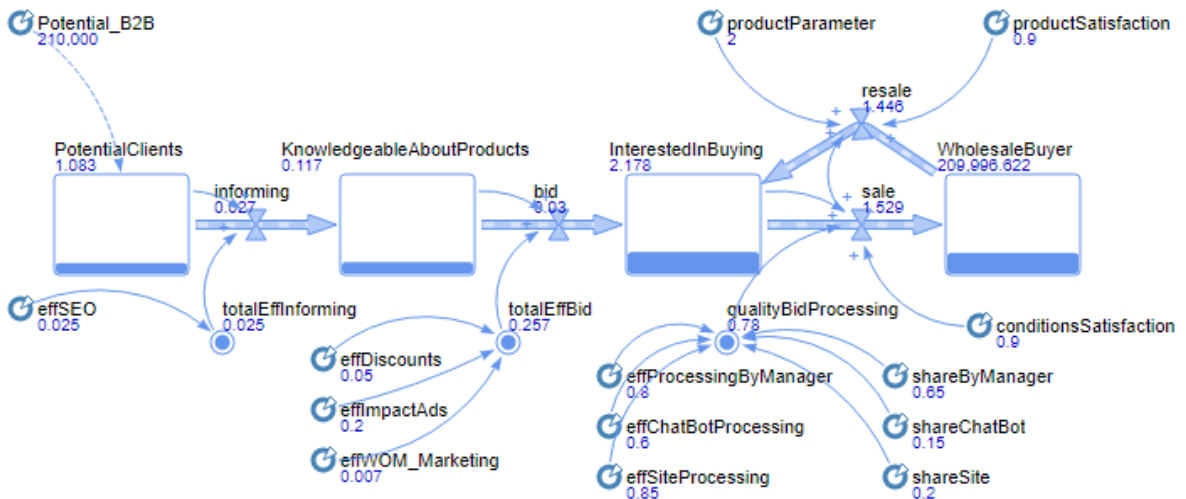 Potential_B2B
210,000
productParameter
2
productSatisfaction
0.9
resale
1.446
PotentialClients
1.083
KnowledgeableAboutProducts
0.117
InterestedInBuying
2.178
WholesaleBuyer
209,996.622
informing
0.027
bid
0.03
sale
1.529
effSEO
0.025
totalEffInforming
0.025
totalEffBid
0.257
qualityBidProcessing
0.78
conditionsSatisfaction
0.9
effDiscounts
0.05
effProcessingByManager
0.8
shareByManager
0.65
effImpactAds
0.2
effChatBotProcessing
0.6
shareChatBot
0.15
effWOM_Marketing
0.007
effSiteProcessing
0.85
shareSite
0.2